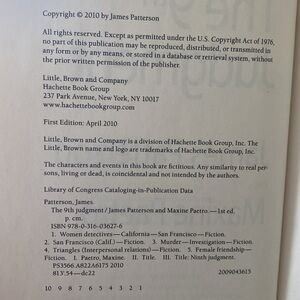 Copyright © 2010 by James Patterson
All rights reserved. Except as permitted under the U.S. Copyright Act of 1976,
no part of this publication may be reproduced, distributed, or transmitted in
any form or by any means, or stored in a database or retrieval system, without
the prior written permission of the publisher.
Little, Brown and Company
Hachette Book Group
237 Park Avenue, New York, NY 10017
www.hachettebookgroup.com
First Edition: April 2010
Little, Brown and Company is a division of Hachette Book Group, Inc. The
Little, Brown name and logo are trademarks of Hachette Book Group, Inc.
The characters and events in this book are fictitious. Any similarity to real per-
sons, living or dead, is coincidental and not intended by the authors.
Library of Congress Cataloging-in-Publication Data
Patterson, James.
The 9th judgment / James Patterson and Maxine Paetro. —1st ed.
p. cm.
ISBN 978-0-316-03627-6
1. Women detectives—California—San Francisco—Fiction.
2. San Francisco (Calif.)—Fiction. 3. Murder—Investigation—Fiction.
4. Triangles (Interpersonal relations)—Fiction. 5. Female friendship—
Fiction. I. Paetro, Maxine. II. Title. III. Title: Ninth judgment.
PS3566.A822A6175 2010
813'.54—dc22 2009043613
10 9 8 7 6 5 4 3 2 1